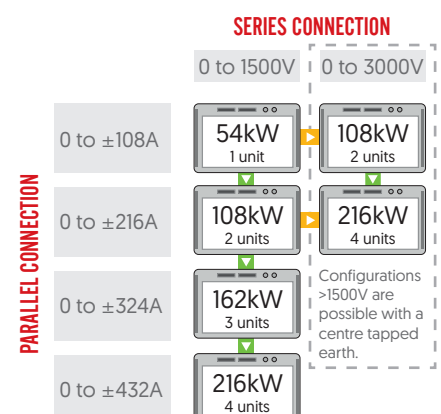 SERIES CONNECTION
0 to 1500V
0 to 3000V
PARALLEL CONNECTION
0 to ±108A
54kW
1 unit
108kW
2 units
0 to ±216A
108kW
2 units
216kW
4 units
0 to ±324A
162kW
3 units
Configurations
>1500V are
possible with a
centre tapped
earth.
0 to ±432A
216kW
4 units